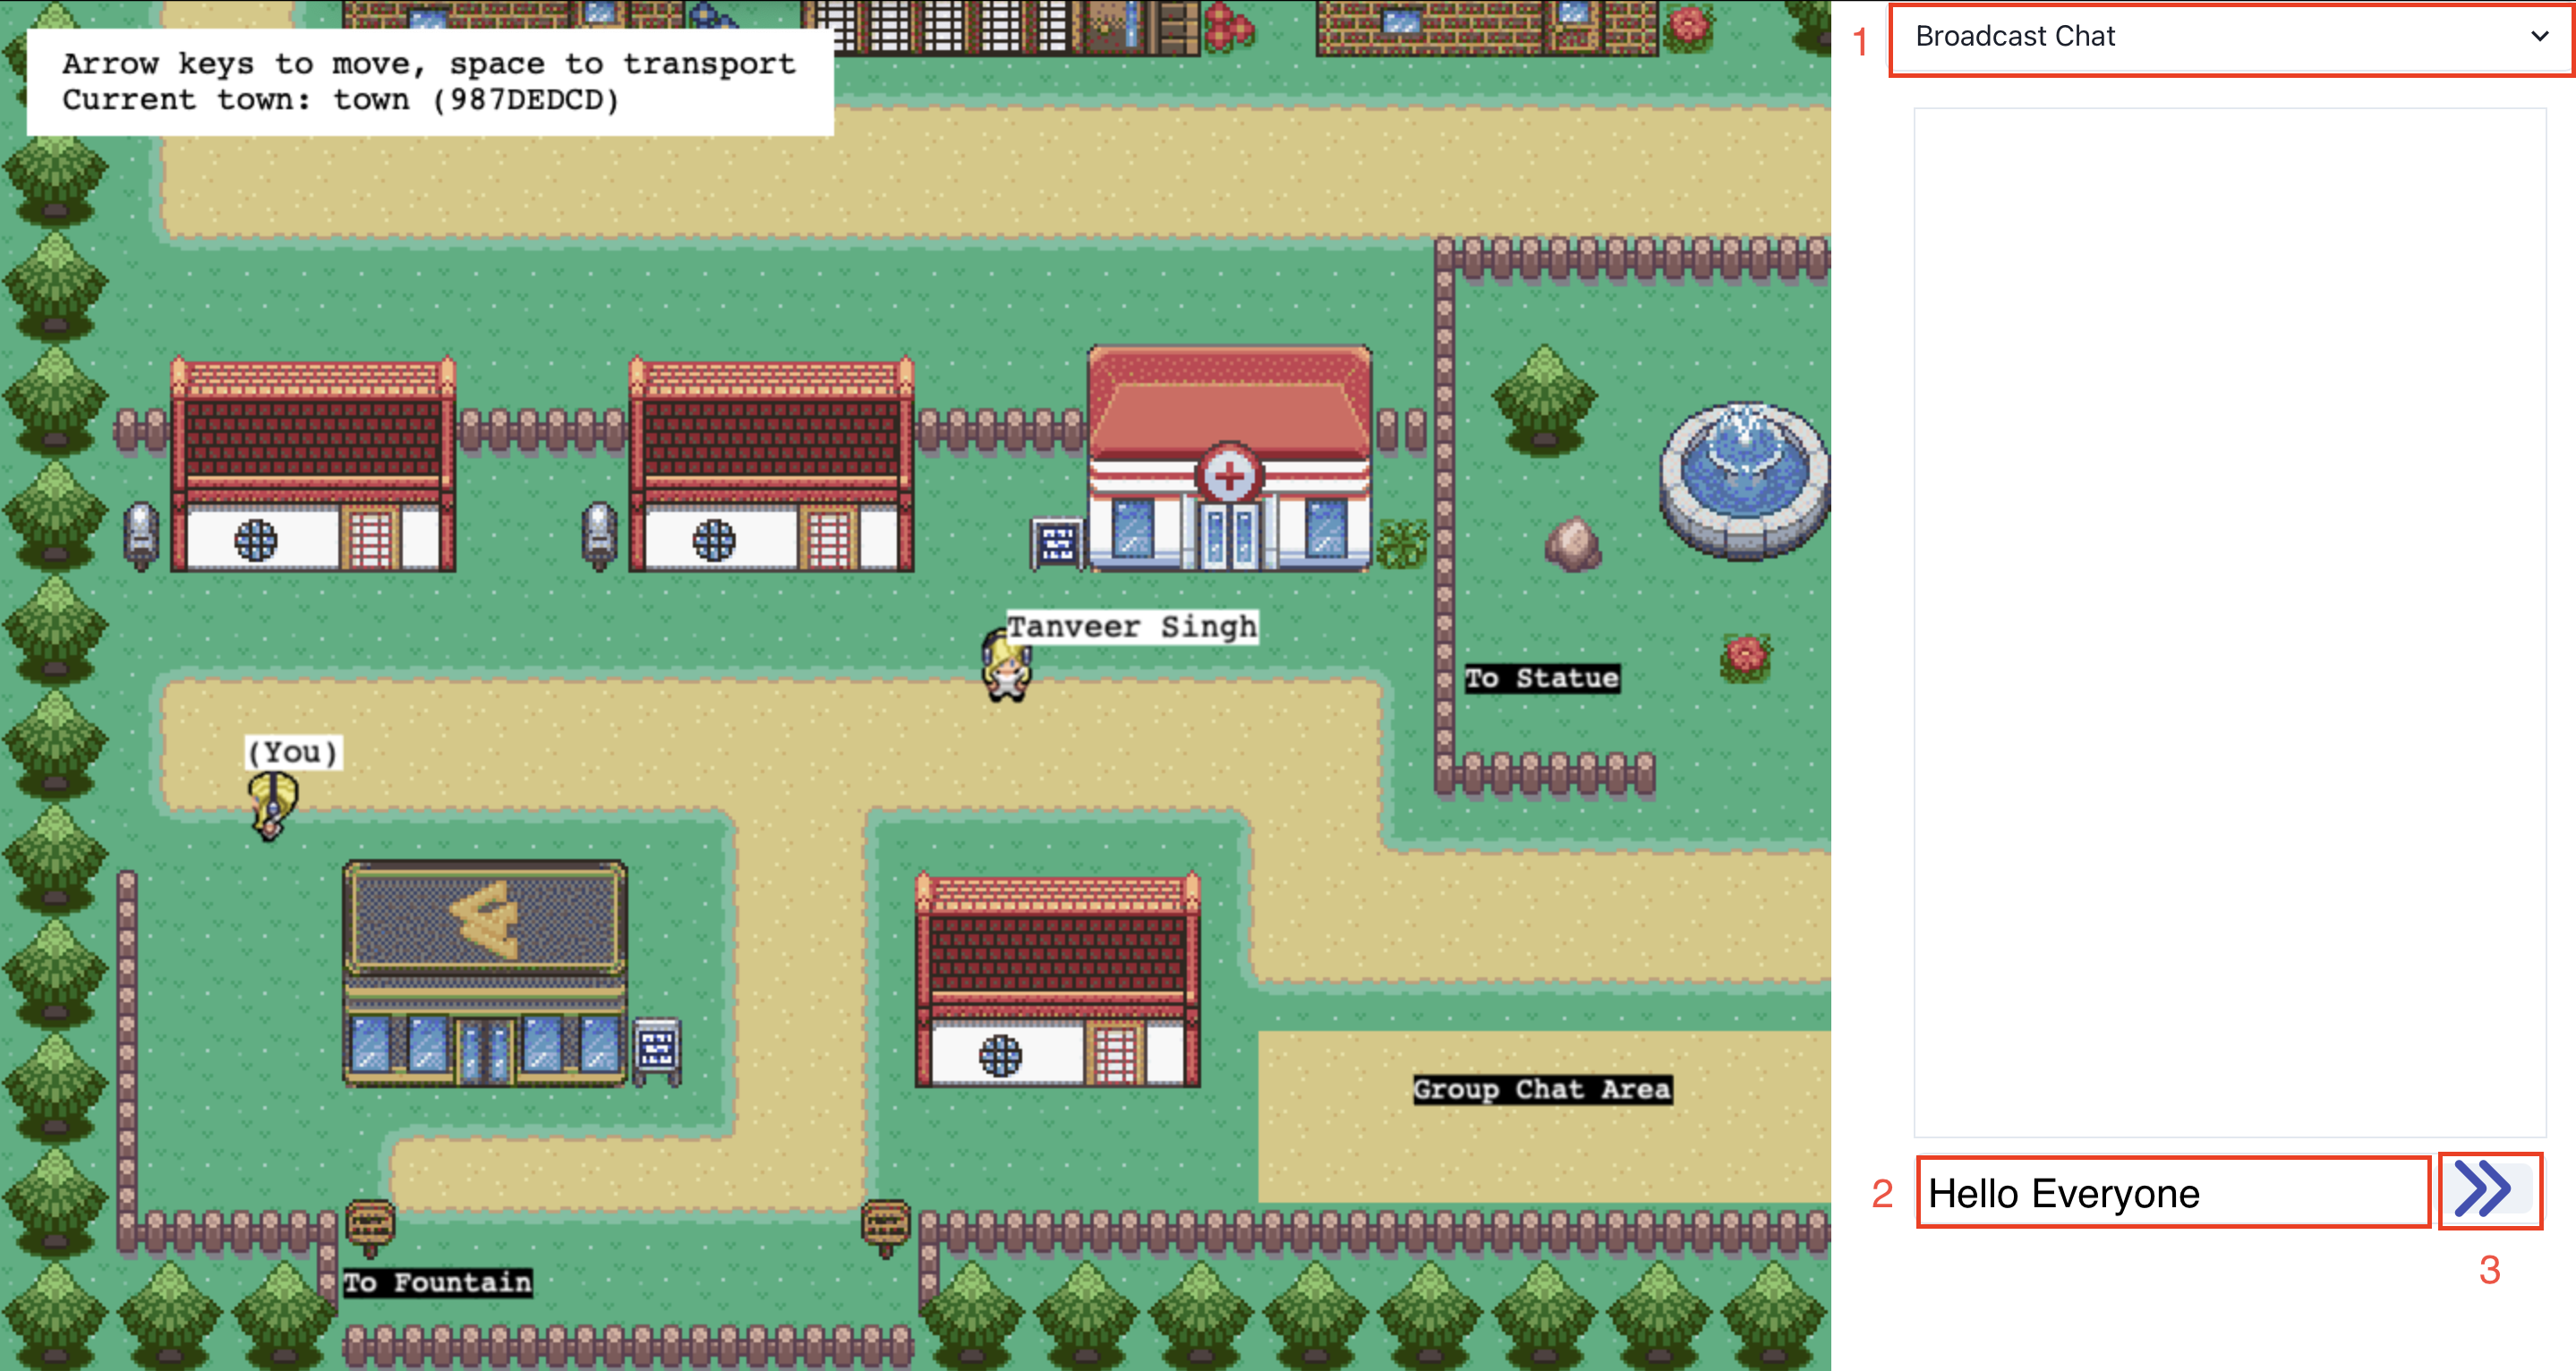 Arrow keys to move, space to transport
Current town: town (987DEDCD)
1
Broadcast Chat
Tanveer Singh
To Statue
(You)
Group Chat Area
2
Hello Everyone
3
To Fountain